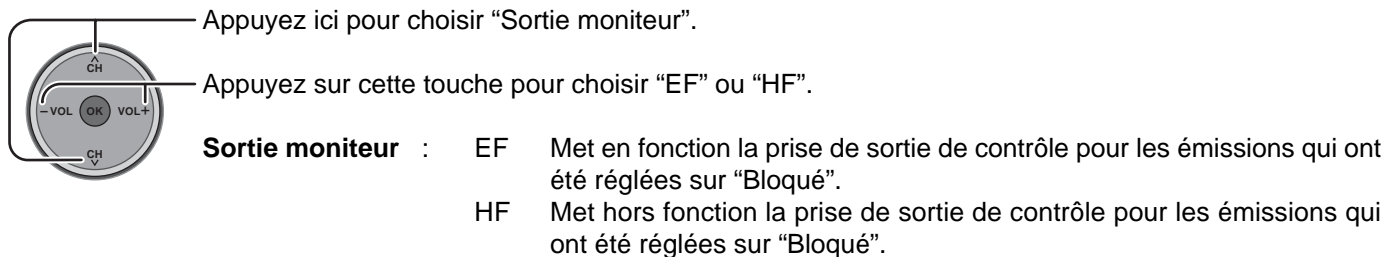 Appuyez ici pour choisir “Sortie moniteur”.
CH
Appuyez sur cette touche pour choisir “EF” ou “HF”.
– VOL OK VOL+
CH
Sortie moniteur : EF Met en fonction la prise de sortie de contrôle pour les émissions qui ont
été réglées sur “Bloqué”.
HF Met hors fonction la prise de sortie de contrôle pour les émissions qui
ont été réglées sur “Bloqué”.